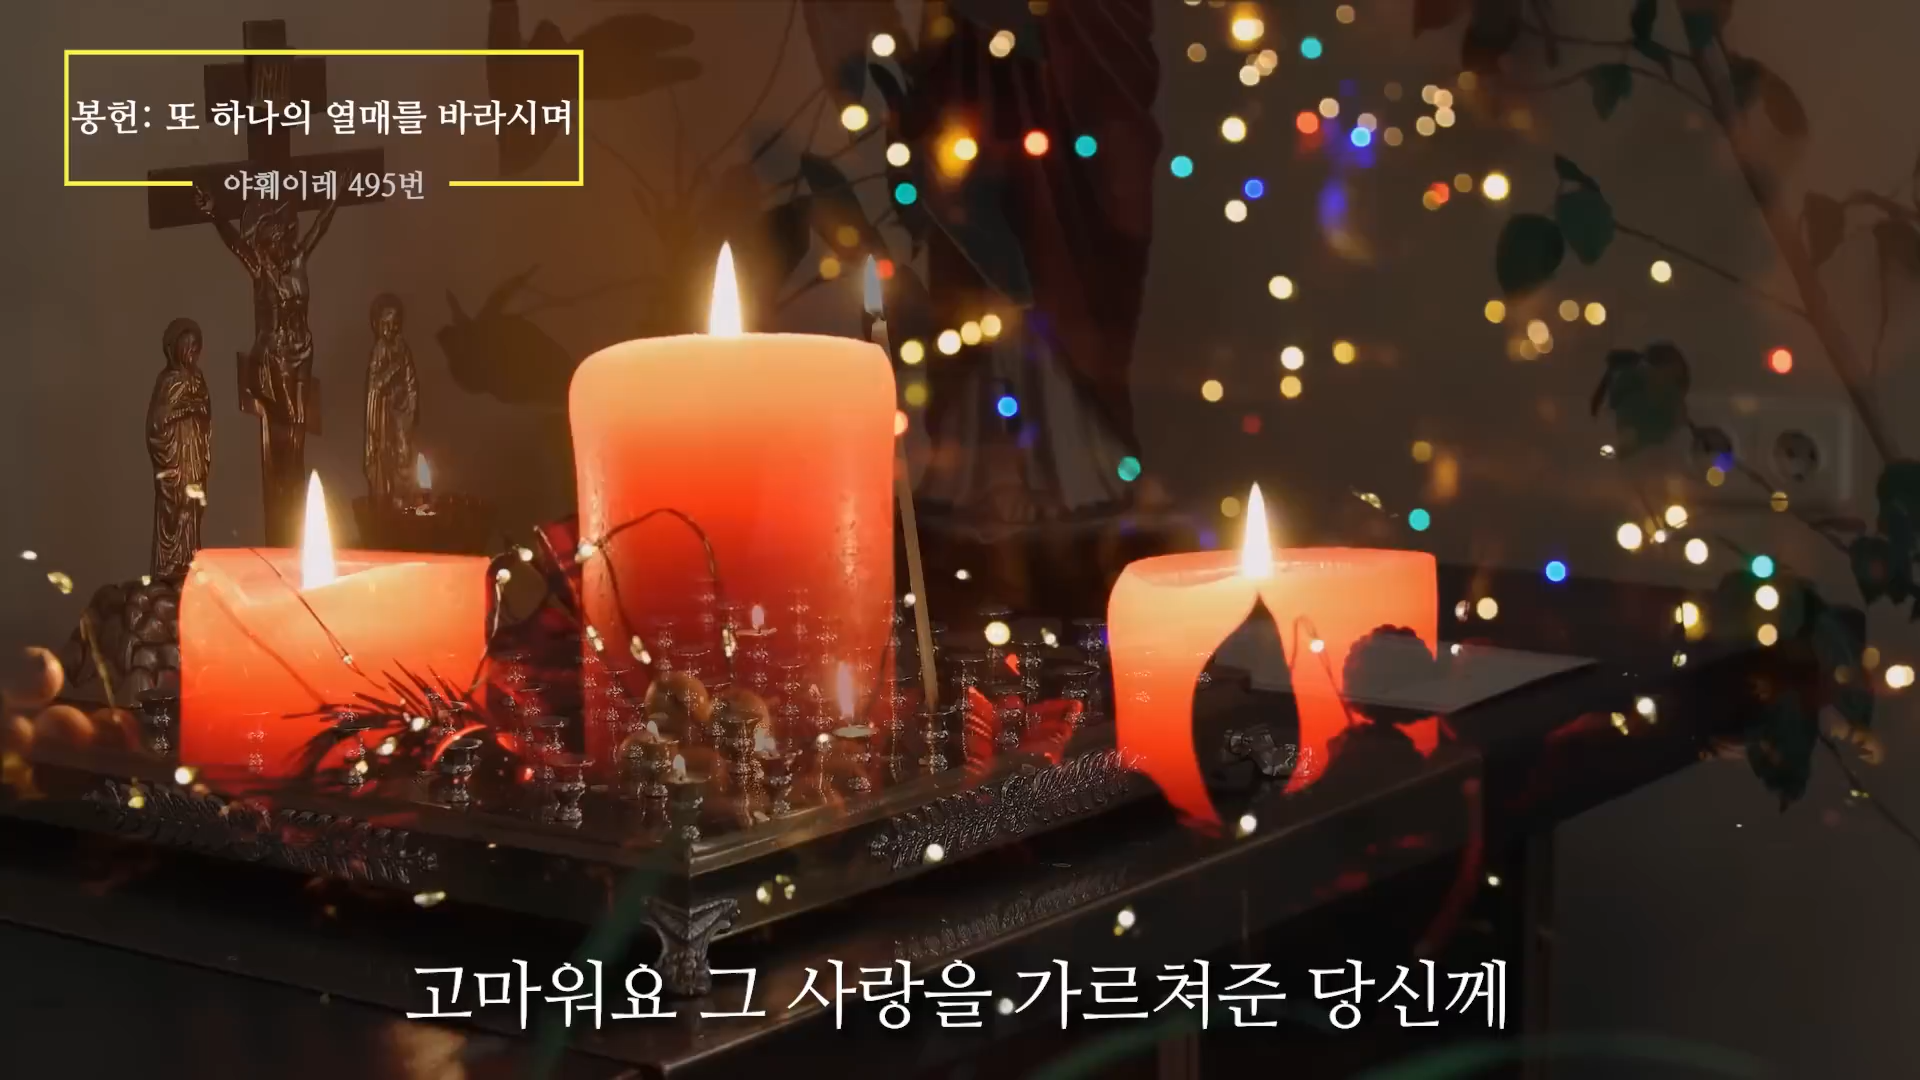 봉헌: 또 하나의 열매를 바라시며
야훼이레 495번
고마워요 그 사랑을 가르쳐준 당신께